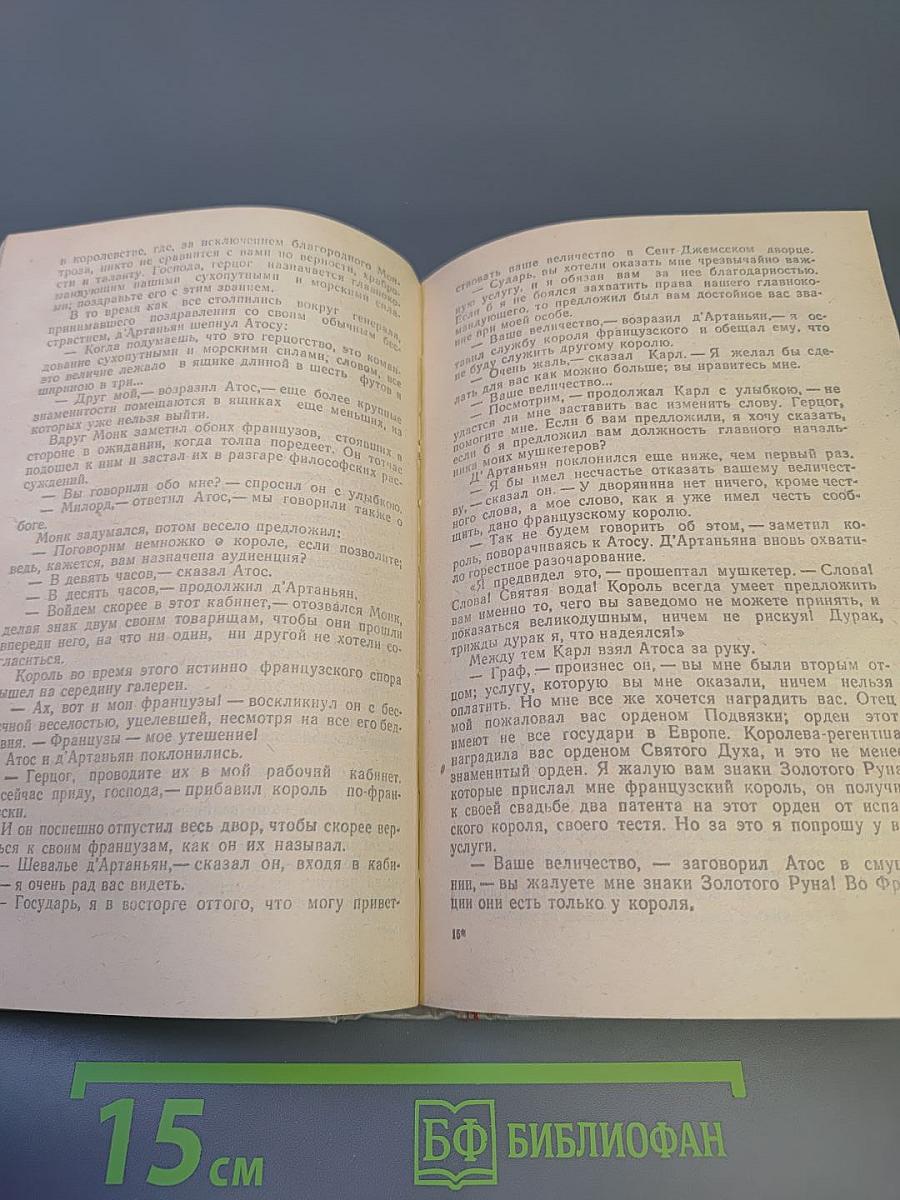 в королевстве, где, за исключением благородного Мон-
троза, никто не сравнится с вами по верности, храбро-
сти и таланту. Господа, герцог назначается главноко-
мандующим нашими сухопутными и морскими сила-
ми; поздравьте его с этим званием.
В то время как все столпились вокруг генерала,
принимавшего поздравления со своим обычным бес-
страстием, д'Артаньян шепнул Атосу:
— Когда подумаешь, что это герцогство, это коман-
дование сухопутными и морскими силами; словом, все
это величие лежало в ящике длиной в шесть футов и
шириною в три...
— Друг мой,— возразил Атос,— еще более крупные
знаменитости помещаются в ящиках еще меньших, из
которых уже нельзя выйти.
Вдруг Монк заметил обоих французов, стоявших в
стороне в ожидании, когда толпа поредеет. Он тотчас
подошел к ним и застал их в разгаре философских рас-
суждений.
— Вы говорили обо мне? — спросил он с улыбкою.
— Милорд,— ответил Атос,— мы говорили также о
боге.
Монк задумался, потом весело предложил:
— Поговорим немножко о короле, если позволите;
ведь, кажется, вам назначена аудиенция?
— В девять часов,— сказал Атос.
— В десять часов,— продолжил д'Артаньян.
— Войдем скорее в этот кабинет,— отозвался Монк,
делая знак двум своим товарищам, чтобы они прошли
впереди него, на что ни один, ни другой не хотели со-
гласиться.
Король во время этого истинно французского спора
вышел на середину галереи.
— Ах, вот и мои французы! — воскликнул он с бес-
ечной веселостью, уцелевшей, несмотря на все его бед-
вия. — Французы — мое утешение!
Атос и д'Артаньян поклонились.
— Герцог, проводите их в мой рабочий кабинет.
сейчас приду, господа,— прибавил король по-фран-
ски.
И он поспешно отпустил весь двор, чтобы скорее вер-
ться к своим французам, как он их называл.
— Шевалье д'Артаньян,— сказал он, входя в каби-
— я очень рад вас видеть.
— Государь, я в восторге оттого, что могу привет-
ствовать ваше величество в Сент-Джемсском дворце.
— Сударь, вы хотели оказать мне чрезвычайно важ-
ную услугу, и я обязан вам за нее благодарностью.
Если б я не боялся захватить права нашего главноко-
мандующего, то предложил был вам достойное вас зва-
ние при моей особе.
— Ваше величество,— возразил д'Артаньян,— я ос-
тавил службу короля французского и обещал ему, что
не буду служить другому королю.
— Очень жаль,— сказал Карл. — Я желал бы сде-
лать для вас как можно больше; вы нравитесь мне.
— Ваше величество...
— Посмотрим, — продолжал Карл с улыбкою, — не
удастся ли мне заставить вас изменить слову. Герцог,
помогите мне. Если б вам предложили, я хочу сказать,
если б я предложил вам должность главного началь-
ника моих мушкетеров?
Д'Артаньян поклонился еще ниже, чем первый раз.
— Я бы имел несчастье отказать вашему величест-
ву, — сказал он. — У дворянина нет ничего, кроме чест-
ного слова, а мое слово, как я уже имел честь сооб-
щить, дано французскому королю.
— Так не будем говорить об этом, — заметил ко-
роль, поворачиваясь к Атосу. Д'Артаньяна вновь охвати-
ло горестное разочарование.
«Я предвидел это, — прошептал мушкетер. — Слова!
Слова! Святая вода! Король всегда умеет предложить
вам именно то, чего вы заведомо не можете принять, и
показаться великодушным, ничем не рискуя! Дурак,
трижды дурак я, что надеялся!»
Между тем Карл взял Атоса за руку.
— Граф, — произнес он, — вы мне были вторым от-
цом; услугу, которую вы мне оказали, ничем нельзя
оплатить. Но мне все же хочется наградить вас. Отец
мой пожаловал вас орденом Подвязки; орден этот
имеют не все государи в Европе. Королева-регентша
наградила вас орденом Святого Духа, и это не менее
знаменитый орден. Я жалую вам знаки Золотого Руна
которые прислал мне французский король, он получи
к своей свадьбе два патента на этот орден от испа
ского короля, своего тестя. Но за это я попрошу у в
услуги.
— Ваше величество, — заговорил Атос в сму
нии, — вы жалуете мне знаки Золотого Руна! Во Фр
ции они есть только у короля.
16*
15 см
БФ БИБЛИОФАН